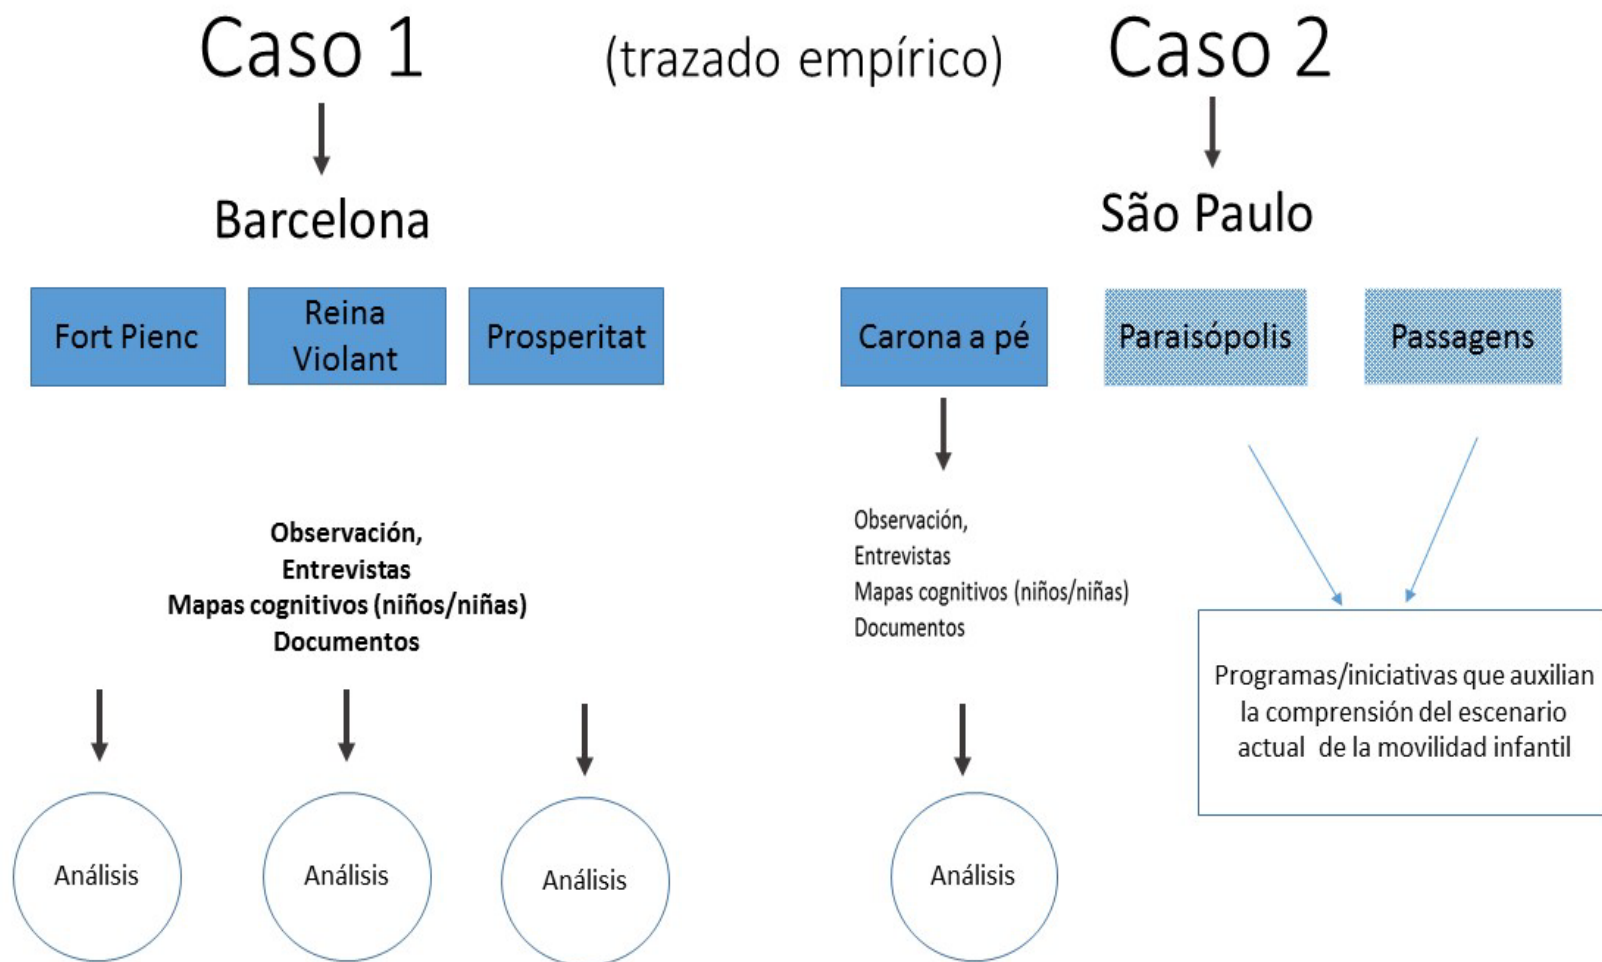 Caso 1
(trazado empírico)
Caso 2
Barcelona
São Paulo
Fort Pienc
Reina
Violant
Prosperitat
Carona a pé
Paraisópolis
Passagens
Observación,
Entrevistas
Mapas cognitivos (niños/niñas)
Documentos
Observación,
Entrevistas
Mapas cognitivos (niños/niñas)
Documentos
Programas/iniciativas que auxilian
la comprensión del escenario
actual de la movilidad infantil
Análisis
Análisis
Análisis
Análisis